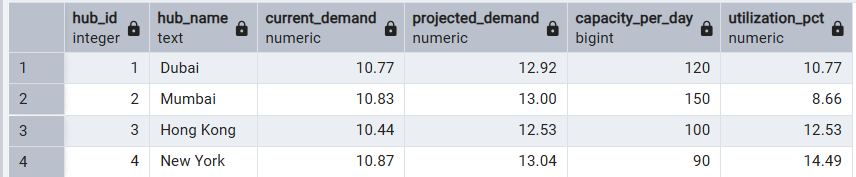 hub_id integer hub_name text current_demand numeric projected_demand numeric capacity_per_day bigint utilization_pct numeric
1 1 Dubai 10.77 12.92 120 10.77
2 2 Mumbai 10.83 13.00 150 8.66
3 3 Hong Kong 10.44 12.53 100 12.53
4 4 New York 10.87 13.04 90 14.49